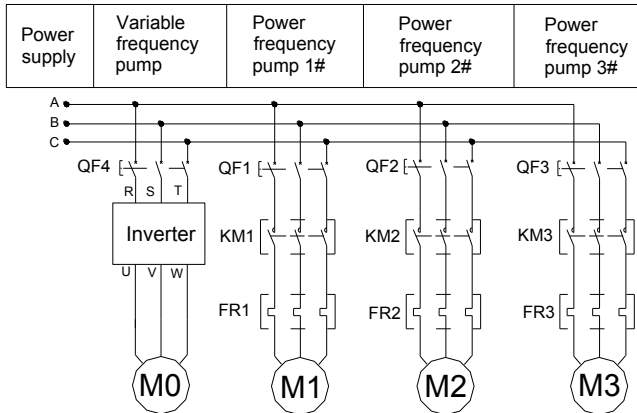 Power
supply
Variable
frequency
pump
Power
frequency
pump 1#
Power
frequency
pump 2#
Power
frequency
pump 3#
A
B
C
QF4
QF1
QF2
QF3
R S T
Inverter
KM1
KM2
KM3
U V W
FR1
FR2
FR3
M0
M1
M2
M3